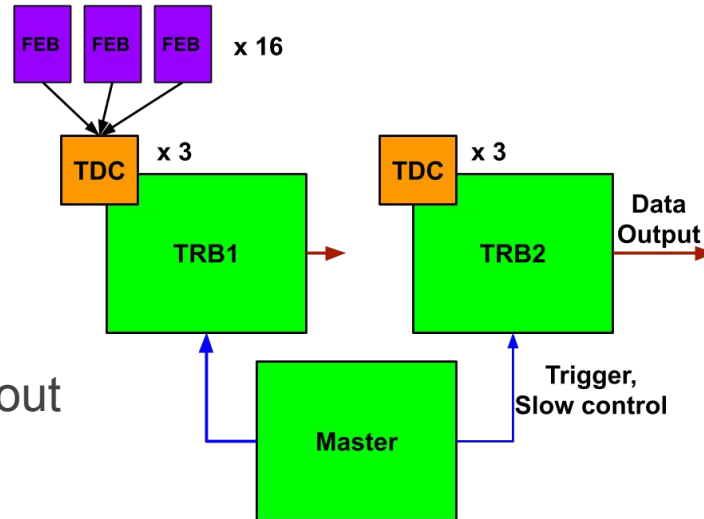 FEB FEB FEB x 16
TDC x 3
TDC x 3
TRB1
TRB2
Data
Output
out
Master
Trigger,
Slow control